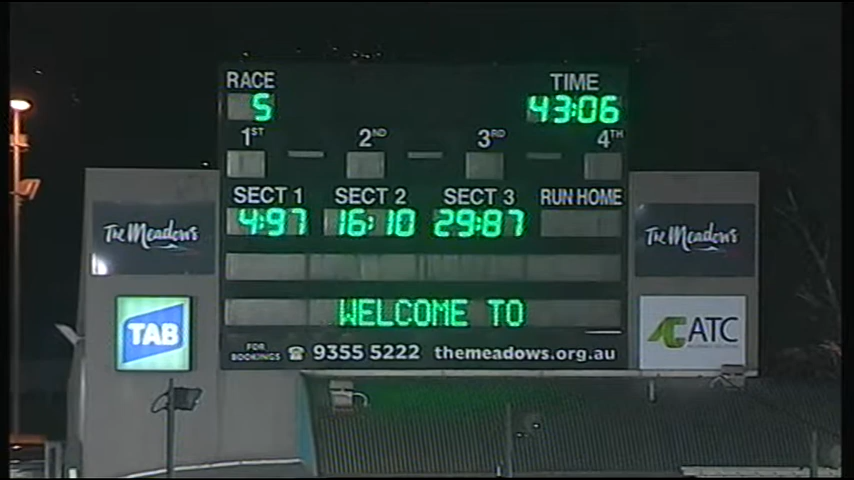 RACE TIME
5 43:06
1ST 2ND 3RD 4TH
SECT 1 SECT 2 SECT 3 RUN HOME
4:97 16:10 29:87
The Meadows
The Meadows
WELCOME TO
TAB
ATC
FOR BOOKINGS ☎ 9355 5222 themeadows.org.au